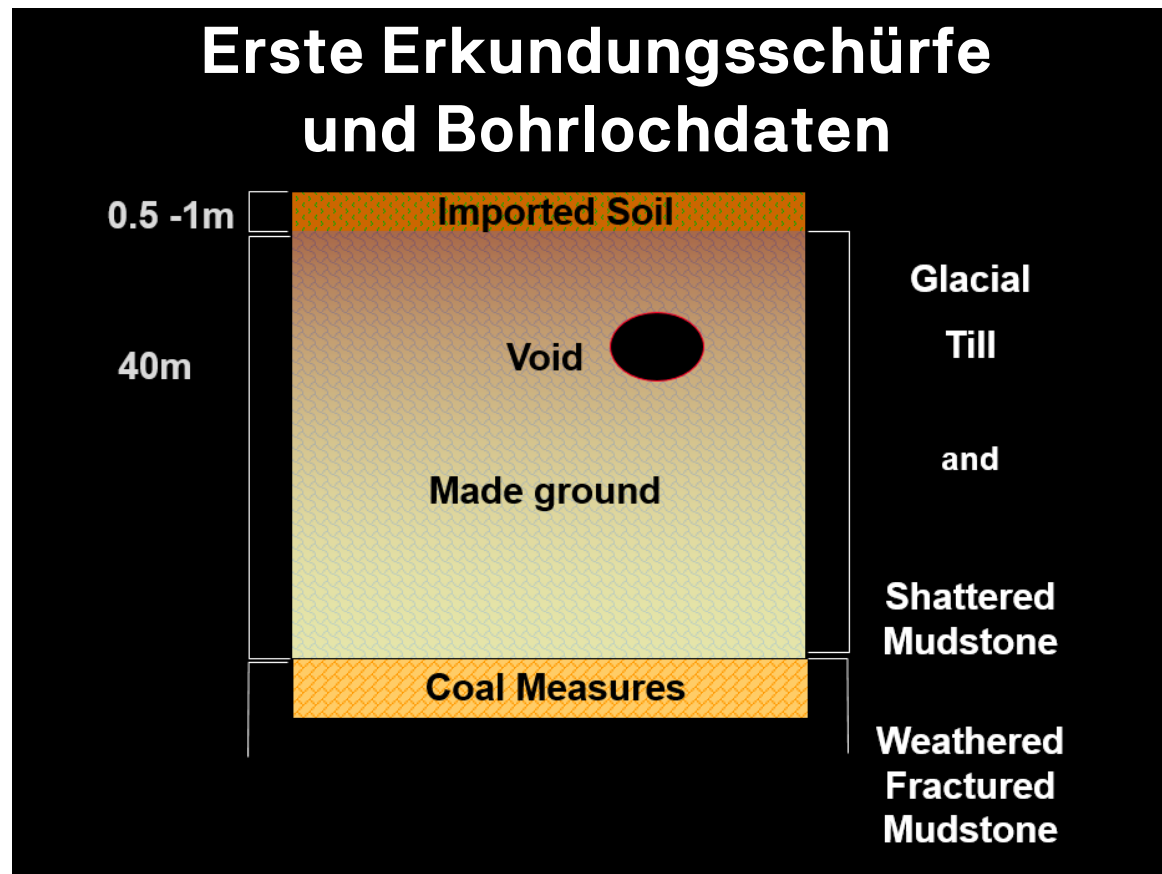 Erste Erkundungsschürfe
und Bohrlochdaten
0.5 -1m
Imported Soil
Glacial
Till
40m
Void
and
Made ground
Shattered
Mudstone
Coal Measures
Weathered
Fractured
Mudstone